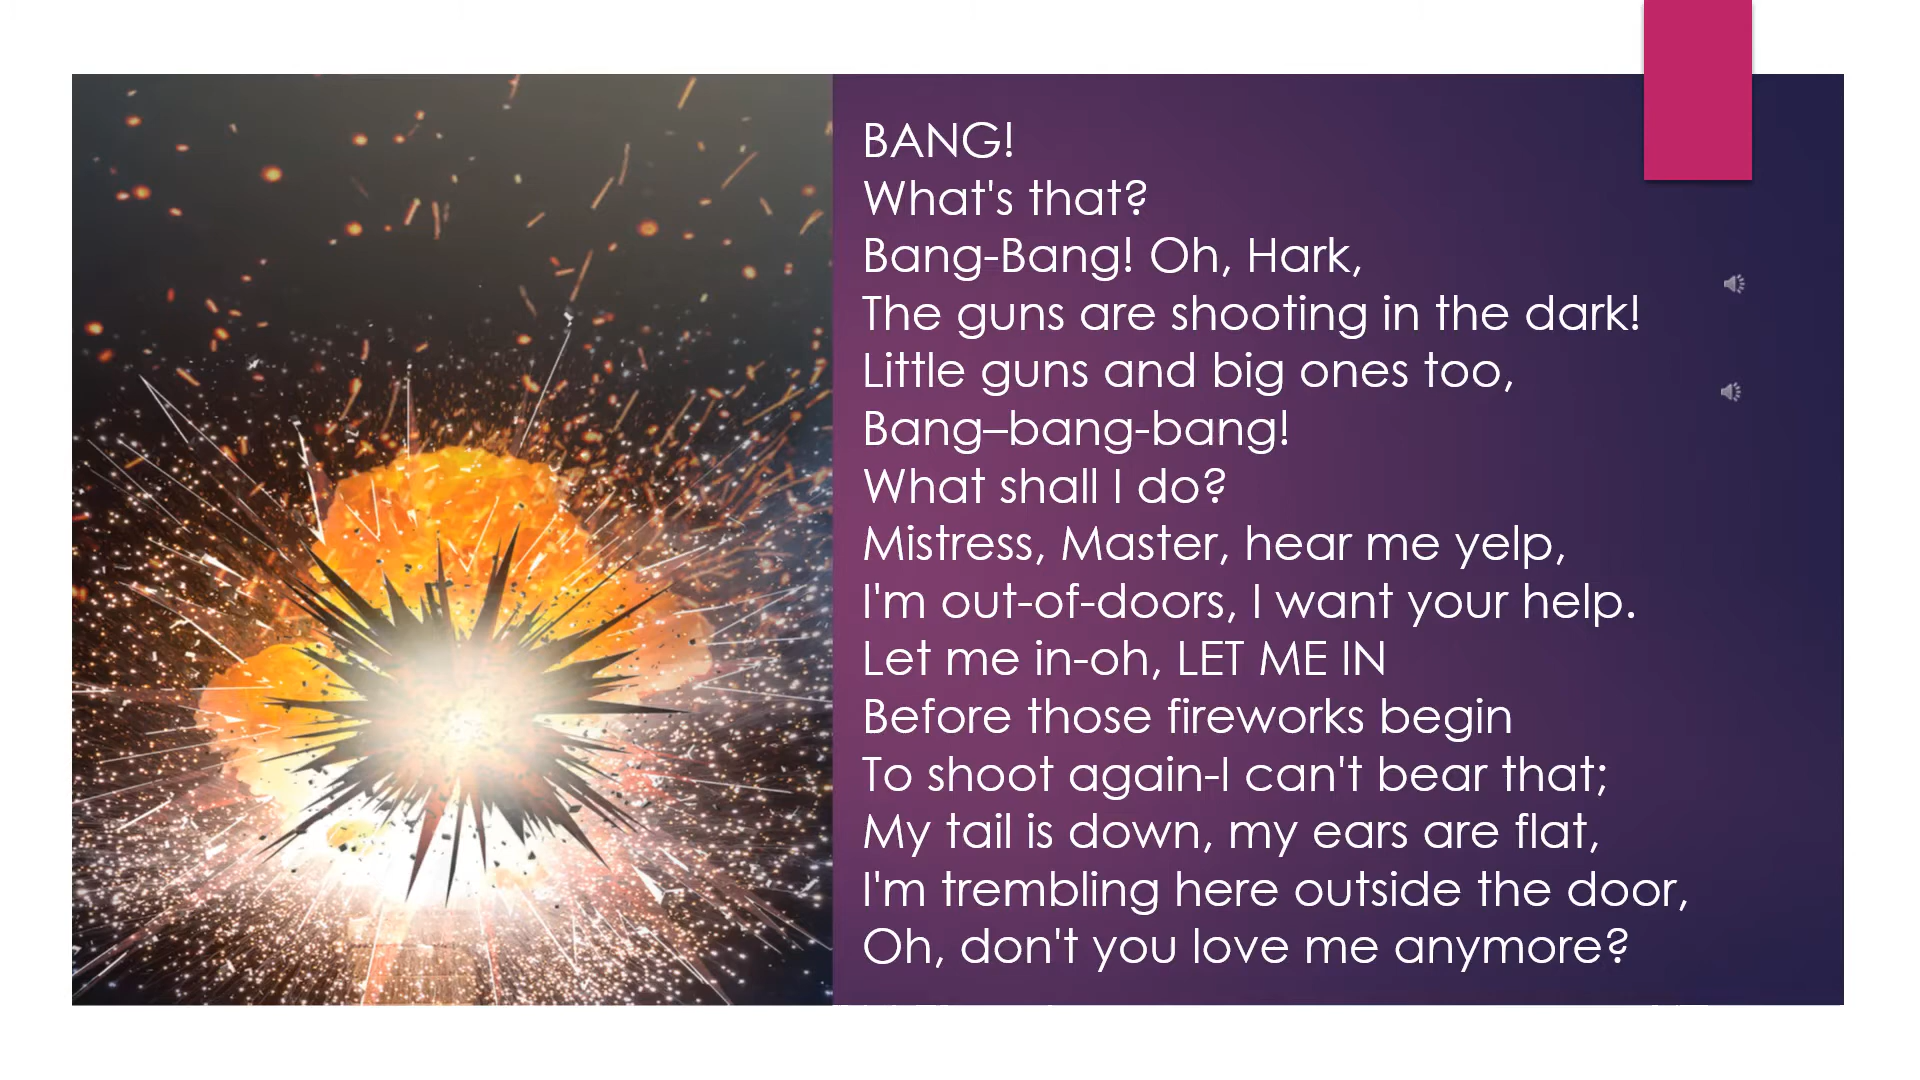 BANG!
What's that?
Bang-Bang! Oh, Hark,
The guns are shooting in the dark!
Little guns and big ones too,
Bang–bang-bang!
What shall I do?
Mistress, Master, hear me yelp,
I'm out-of-doors, I want your help.
Let me in-oh, LET ME IN
Before those fireworks begin
To shoot again-I can't bear that;
My tail is down, my ears are flat,
I'm trembling here outside the door,
Oh, don't you love me anymore?